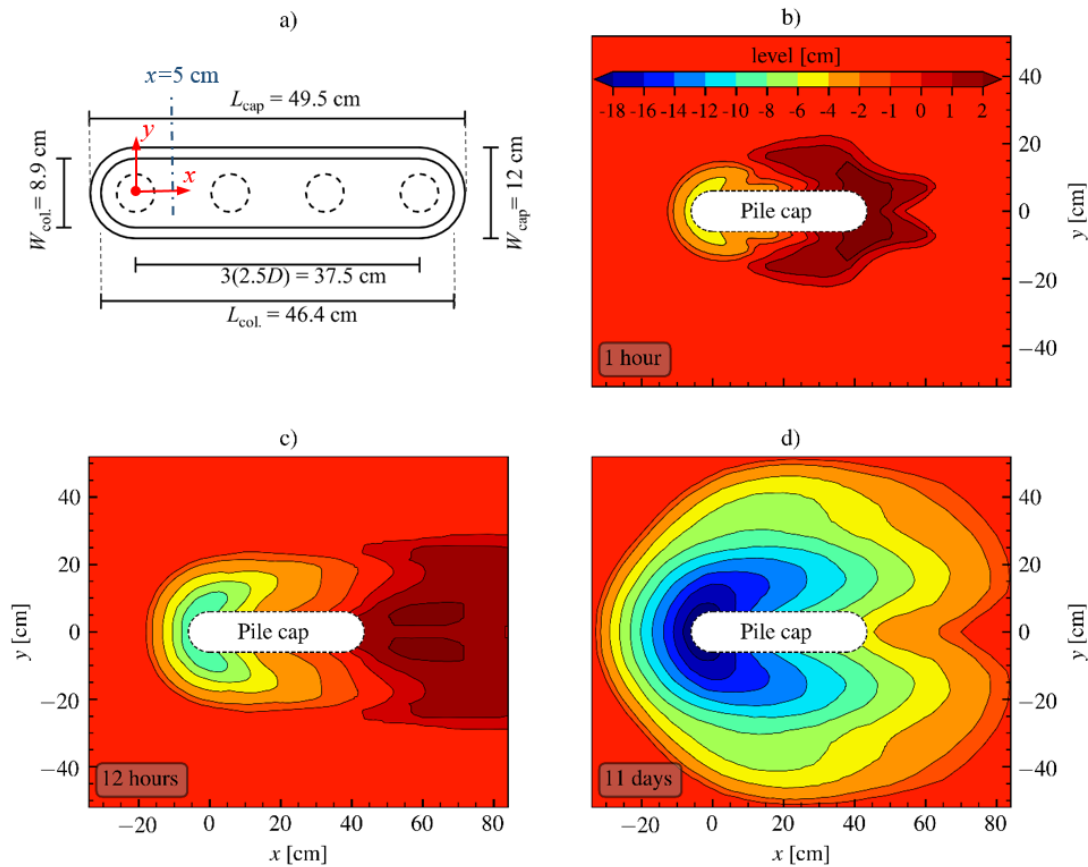 a)
x=5 cm
L_cap = 49.5 cm
y
x
W_col. = 8.9 cm
W_cap = 12 cm
3(2.5D) = 37.5 cm
L_col. = 46.4 cm
b)
level [cm]
-18 -16 -14 -12 -10 -8 -6 -4 -2 -1 0 1 2
Pile cap
1 hour
40
20
0
-20
-40
y [cm]
c)
40
20
0
-20
-40
y [cm]
Pile cap
12 hours
-20 0 20 40 60 80
x [cm]
d)
Pile cap
11 days
40
20
0
-20
-40
y [cm]
-20 0 20 40 60 80
x [cm]